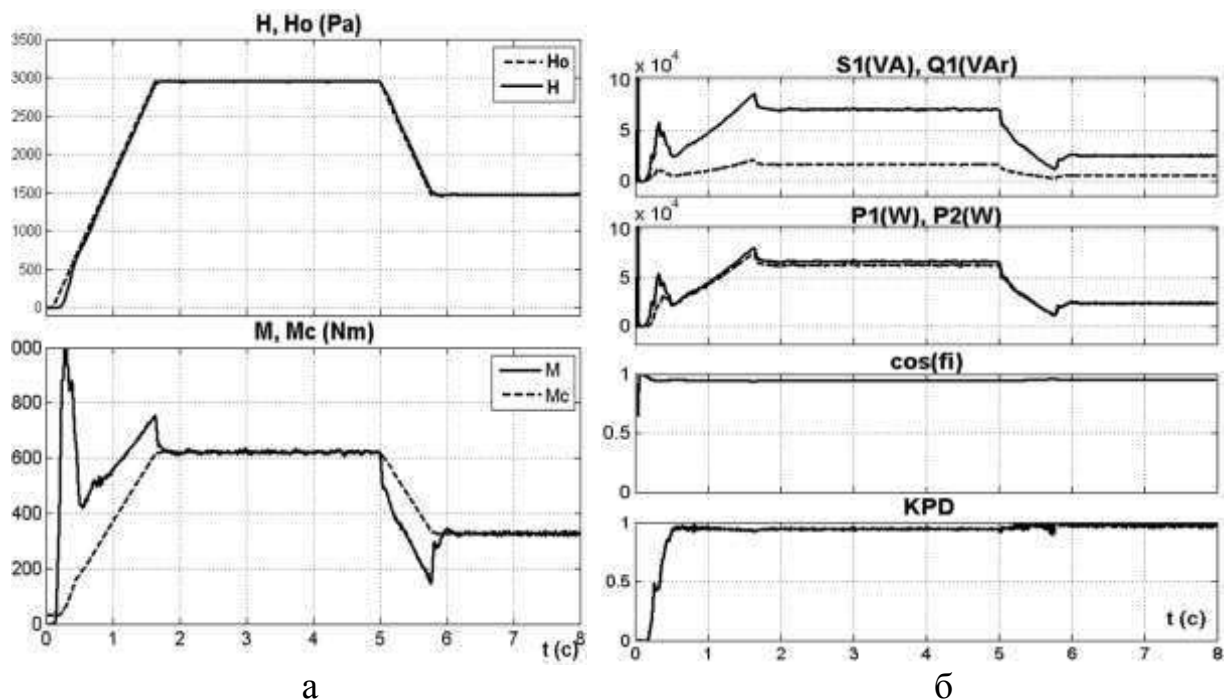 H, Ho (Pa)
3500
3000
2500
2000
1500
1000
500
0
Ho
H
M, Mc (Nm)
000
800
600
400
200
0
M
Mc
0 1 2 3 4 5 6 7 8
t (c)
а
S1(VA), Q1(VAr)
x 10^4
10
5
0
P1(W), P2(W)
x 10^4
10
5
0
cos(fi)
1
0.5
0
KPD
1
0.5
0
t (c)
0 1 2 3 4 5 6 7 8
б